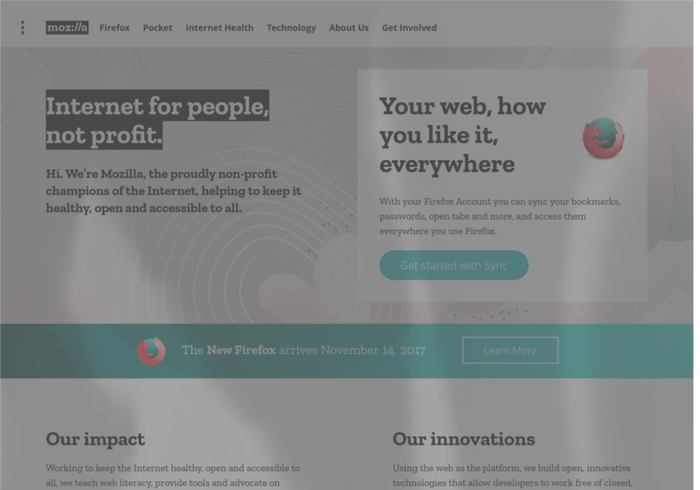 moz://a Firefox Pocket Internet Health Technology About Us Get Involved
Internet for people,
not profit.
Hi. We're Mozilla, the proudly non-profit
champions of the Internet, helping to keep it
healthy, open and accessible to all.
Your web, how
you like it,
everywhere
With your Firefox Account you can sync your bookmarks,
passwords, open tabs and more, and access them
everywhere you use Firefox.
Get started with Sync
The New Firefox arrives November 14, 2017 Learn More
Our impact
Working to keep the Internet healthy, open and accessible to
all, we teach web literacy, provide tools and advocate on
Our innovations
Using the web as the platform, we build open, innovative
technologies that allow developers to work free of closed,